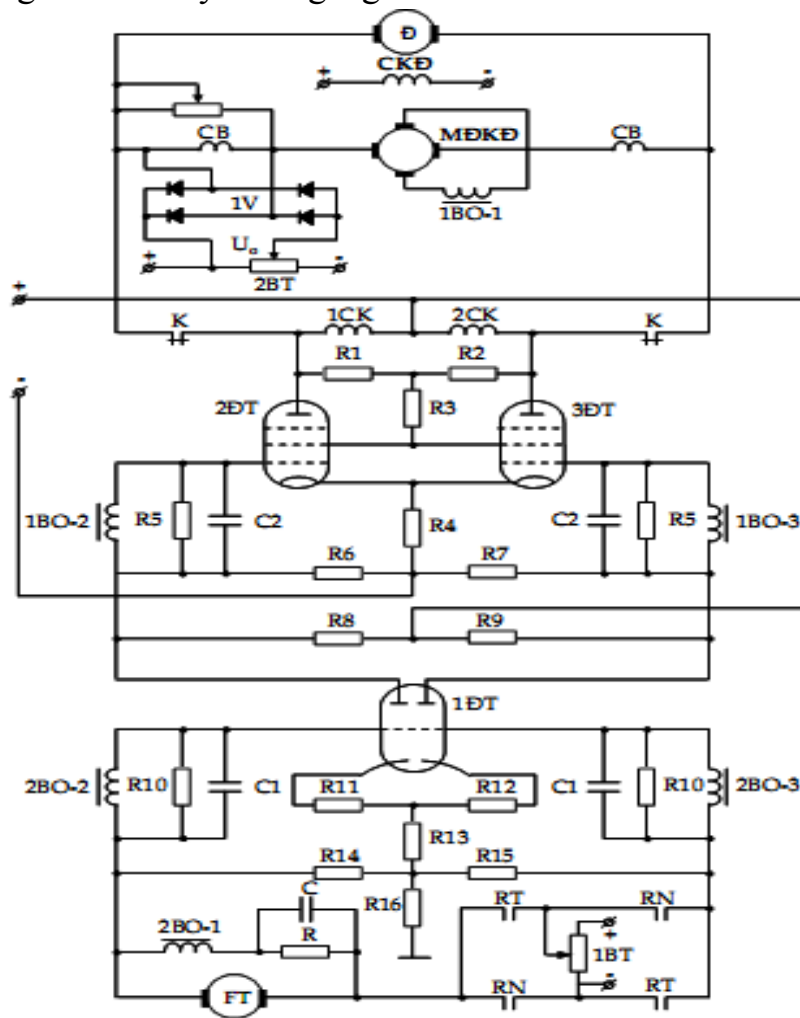 Đ
+ CKĐ -
CB MĐKĐ CB
1V 1BO-1
Uₐ
+ -
2BT
+
K 1CK 2CK K
R1 R2
-
2ĐT R3 3ĐT
1BO-2 R5 C2 R4 C2 R5 1BO-3
R6 R7
R8 R9
1ĐT
2BO-2 R10 C1 R11 R12 C1 R10 2BO-3
R13
R14 R15
C R16 RT RN
2BO-1 R + 1BT
-
FT RN RT